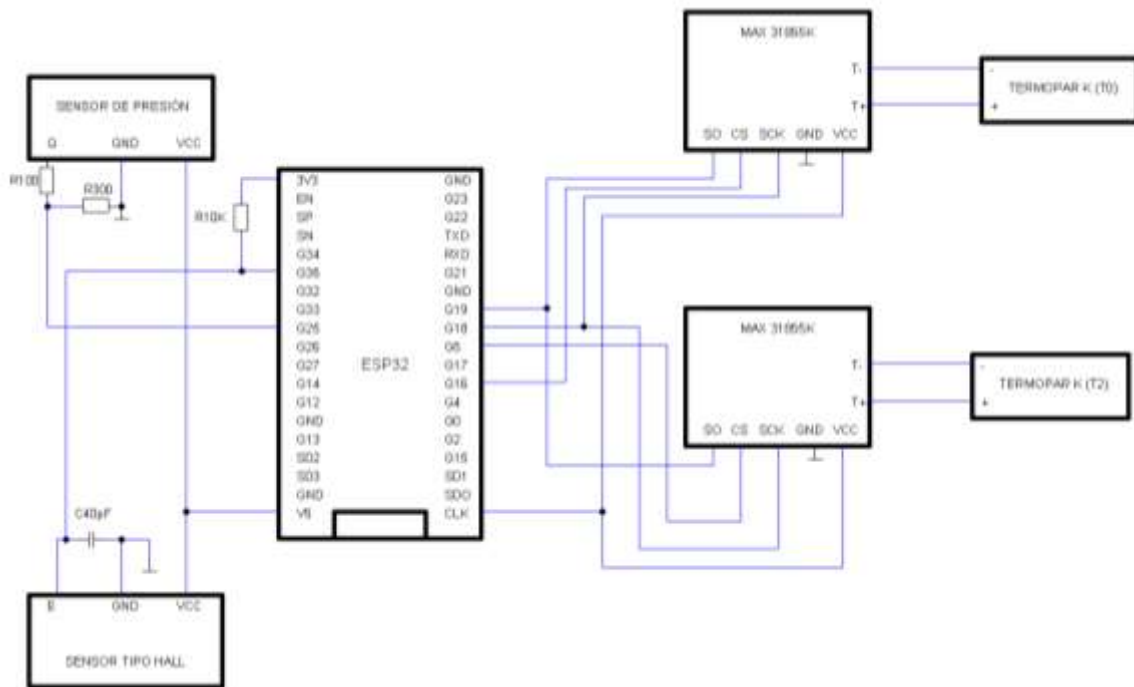 MAX 31855K
T-
T+
SO CS SCK GND VCC
-
+
TERMOPAR K (T0)
SENSOR DE PRESIÓN
GND VCC
R100
R300
R10K
3V3
EN
SP
SN
G34
G35
G32
G33
G25
G26
G27
G14
G12
GND
G13
SD2
SD3
GND
V5
ESP32
GND
G23
G22
TXD
RXD
G21
GND
G19
G18
G5
G17
G16
G4
G0
G2
G15
SD1
SD0
CLK
MAX 31855K
T-
T+
SO CS SCK GND VCC
-
+
TERMOPAR K (T2)
GND VCC
SENSOR TIPO HALL